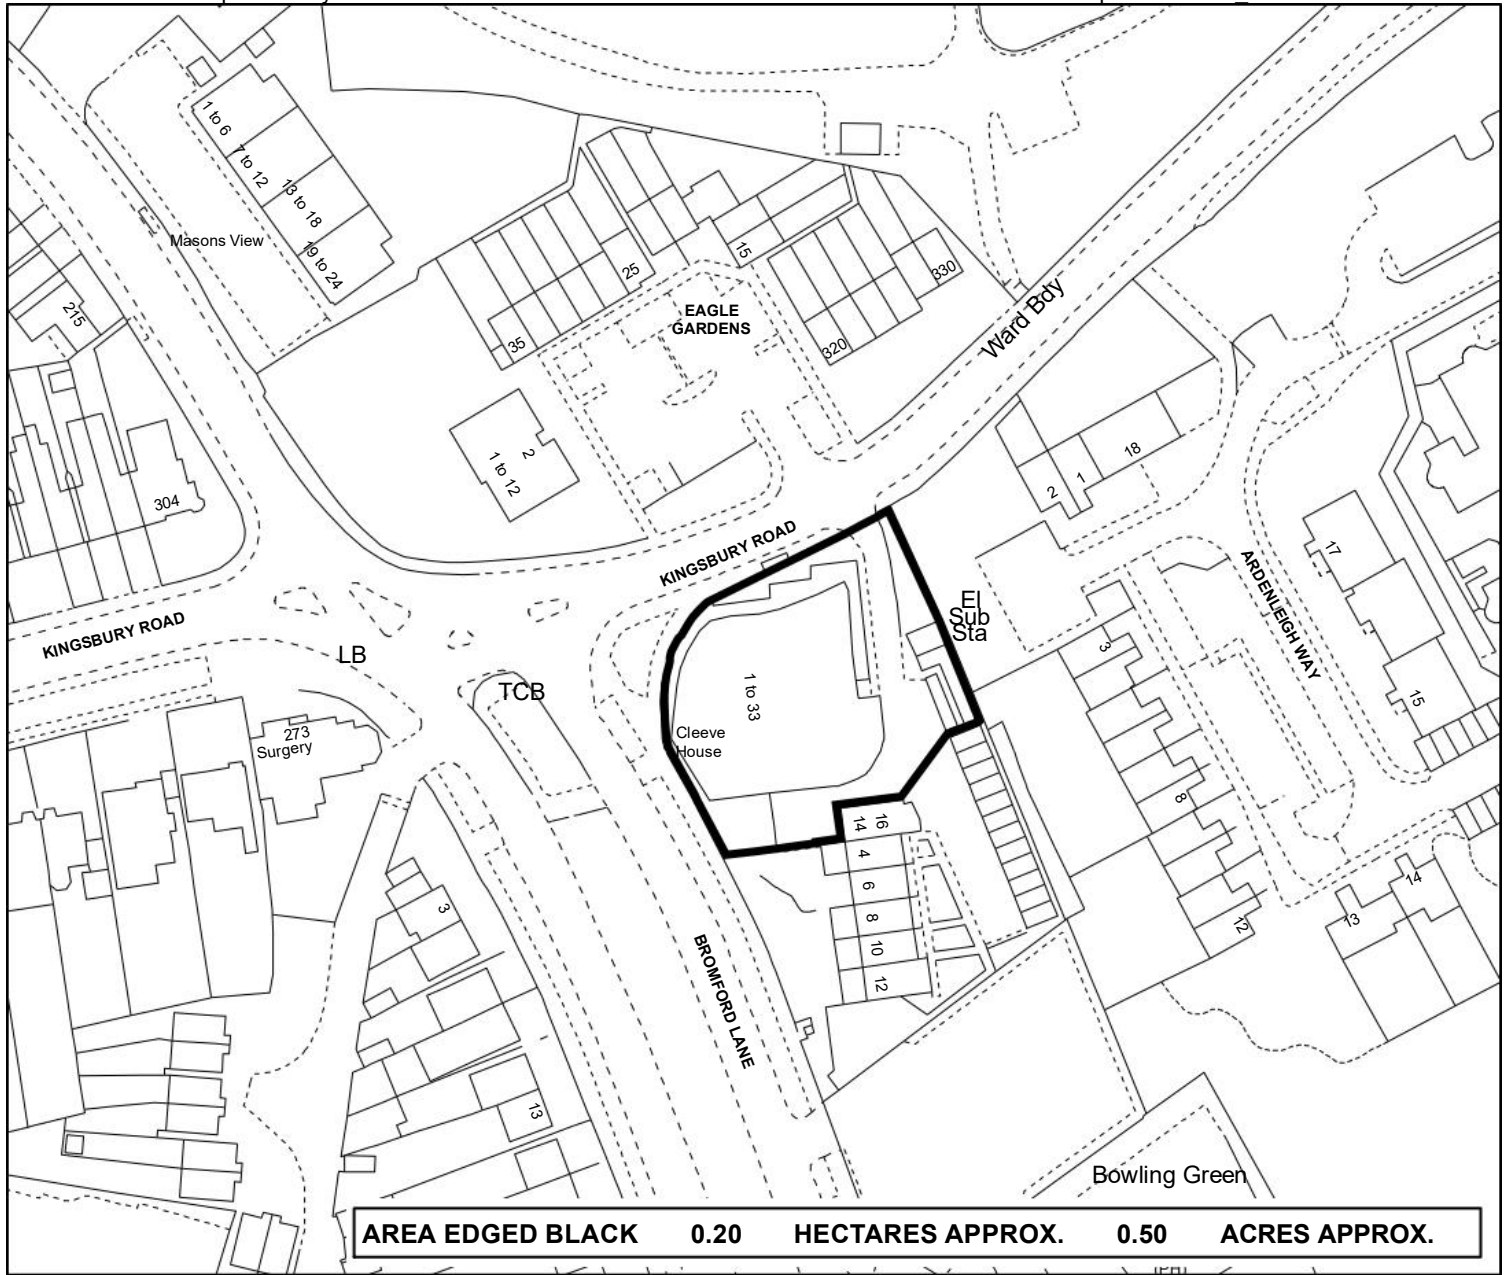 1 to 6
7 to 12
13 to 18
19 to 24
Masons View
215
25
15
330
EAGLE
GARDENS
35
320
Ward Bdy
2
1 to 12
304
18
1
2
KINGSBURY ROAD
17
ARDENLEIGH WAY
El
Sub
Sta
KINGSBURY ROAD
LB
3
TCB
1 to 33
15
273
Surgery
Cleeve
House
8
16
14
4
6
8
10
12
3
12
13
14
BROMFORD LANE
13
Bowling Green
AREA EDGED BLACK 0.20 HECTARES APPROX. 0.50 ACRES APPROX.